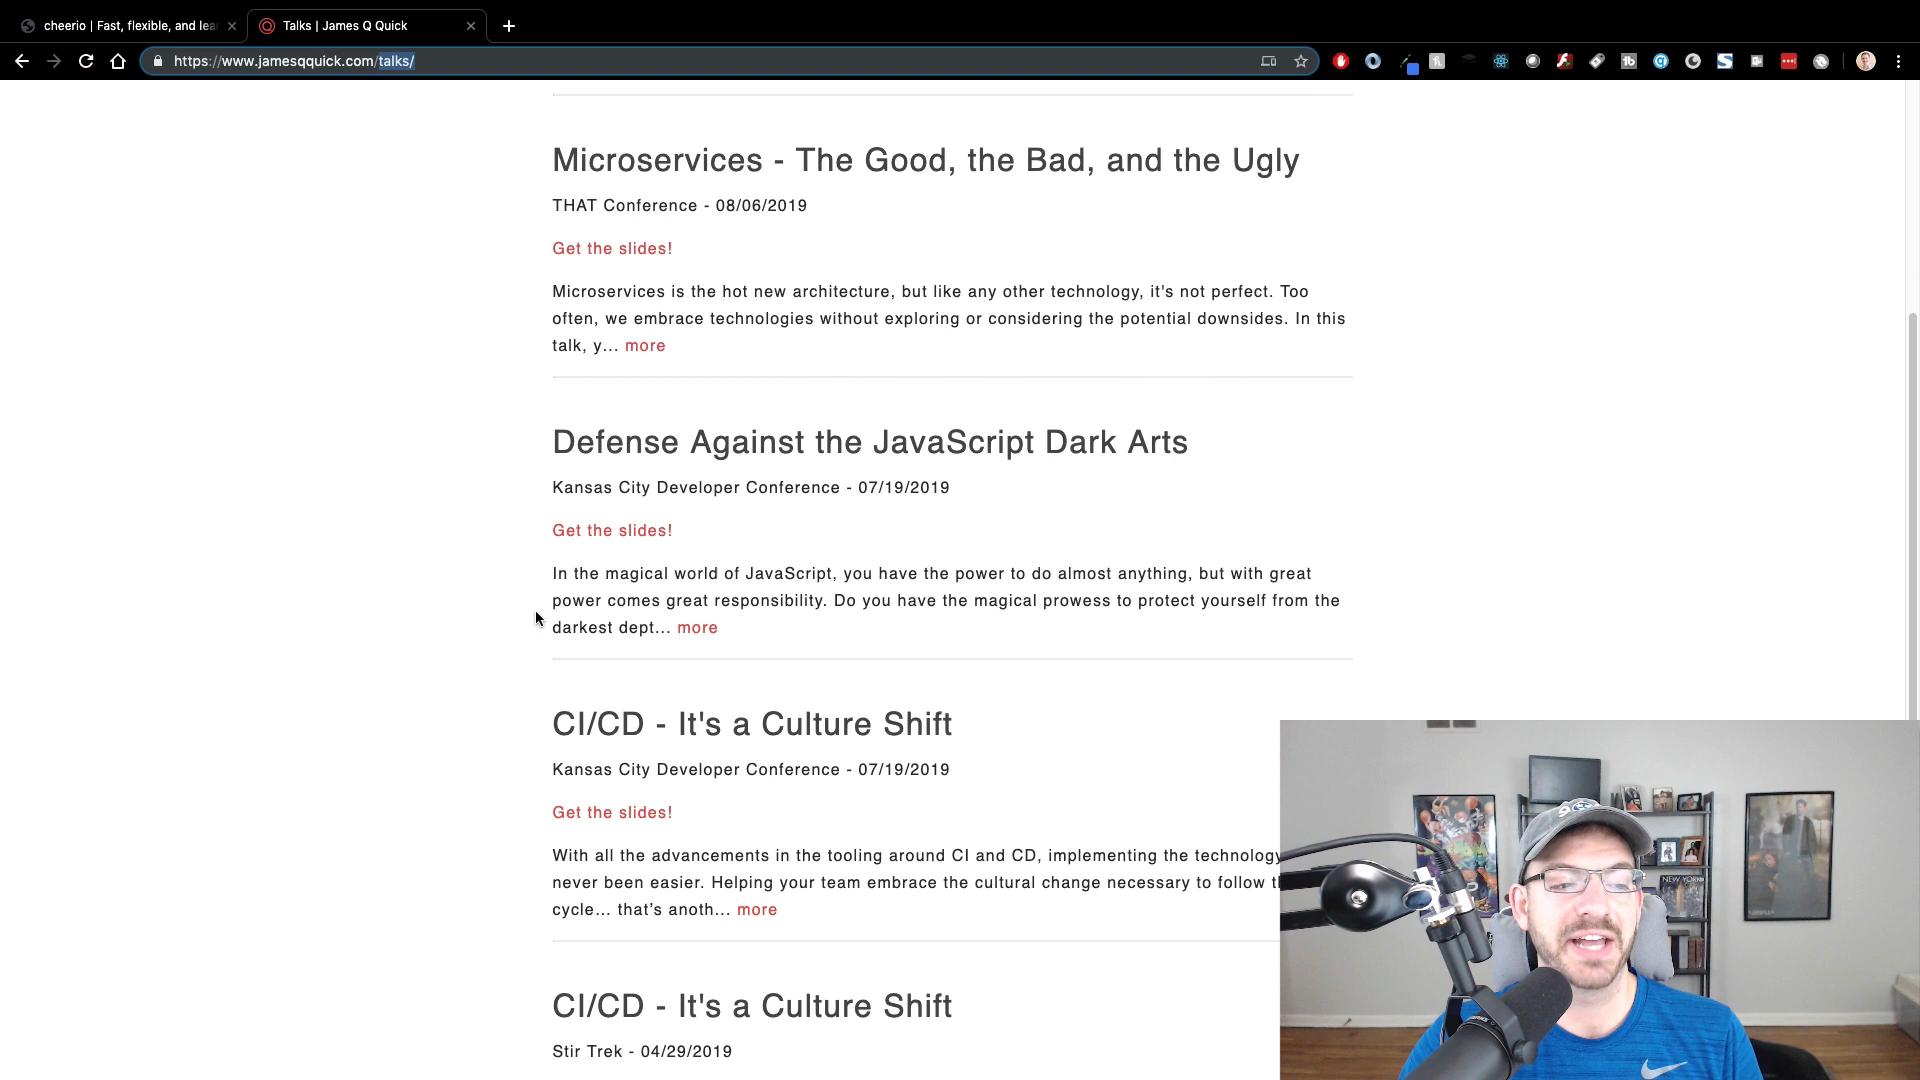 cheerio | Fast, flexible, and lea
Talks | James Q Quick
https://www.jamesqquick.com/talks/
Microservices - The Good, the Bad, and the Ugly
THAT Conference - 08/06/2019
Get the slides!
Microservices is the hot new architecture, but like any other technology, it's not perfect. Too
often, we embrace technologies without exploring or considering the potential downsides. In this
talk, y... more
Defense Against the JavaScript Dark Arts
Kansas City Developer Conference - 07/19/2019
Get the slides!
In the magical world of JavaScript, you have the power to do almost anything, but with great
power comes great responsibility. Do you have the magical prowess to protect yourself from the
darkest dept... more
CI/CD - It's a Culture Shift
Kansas City Developer Conference - 07/19/2019
Get the slides!
With all the advancements in the tooling around CI and CD, implementing the technology
never been easier. Helping your team embrace the cultural change necessary to follow
cycle... that’s anoth... more
CI/CD - It's a Culture Shift
Stir Trek - 04/29/2019
NEW YORK